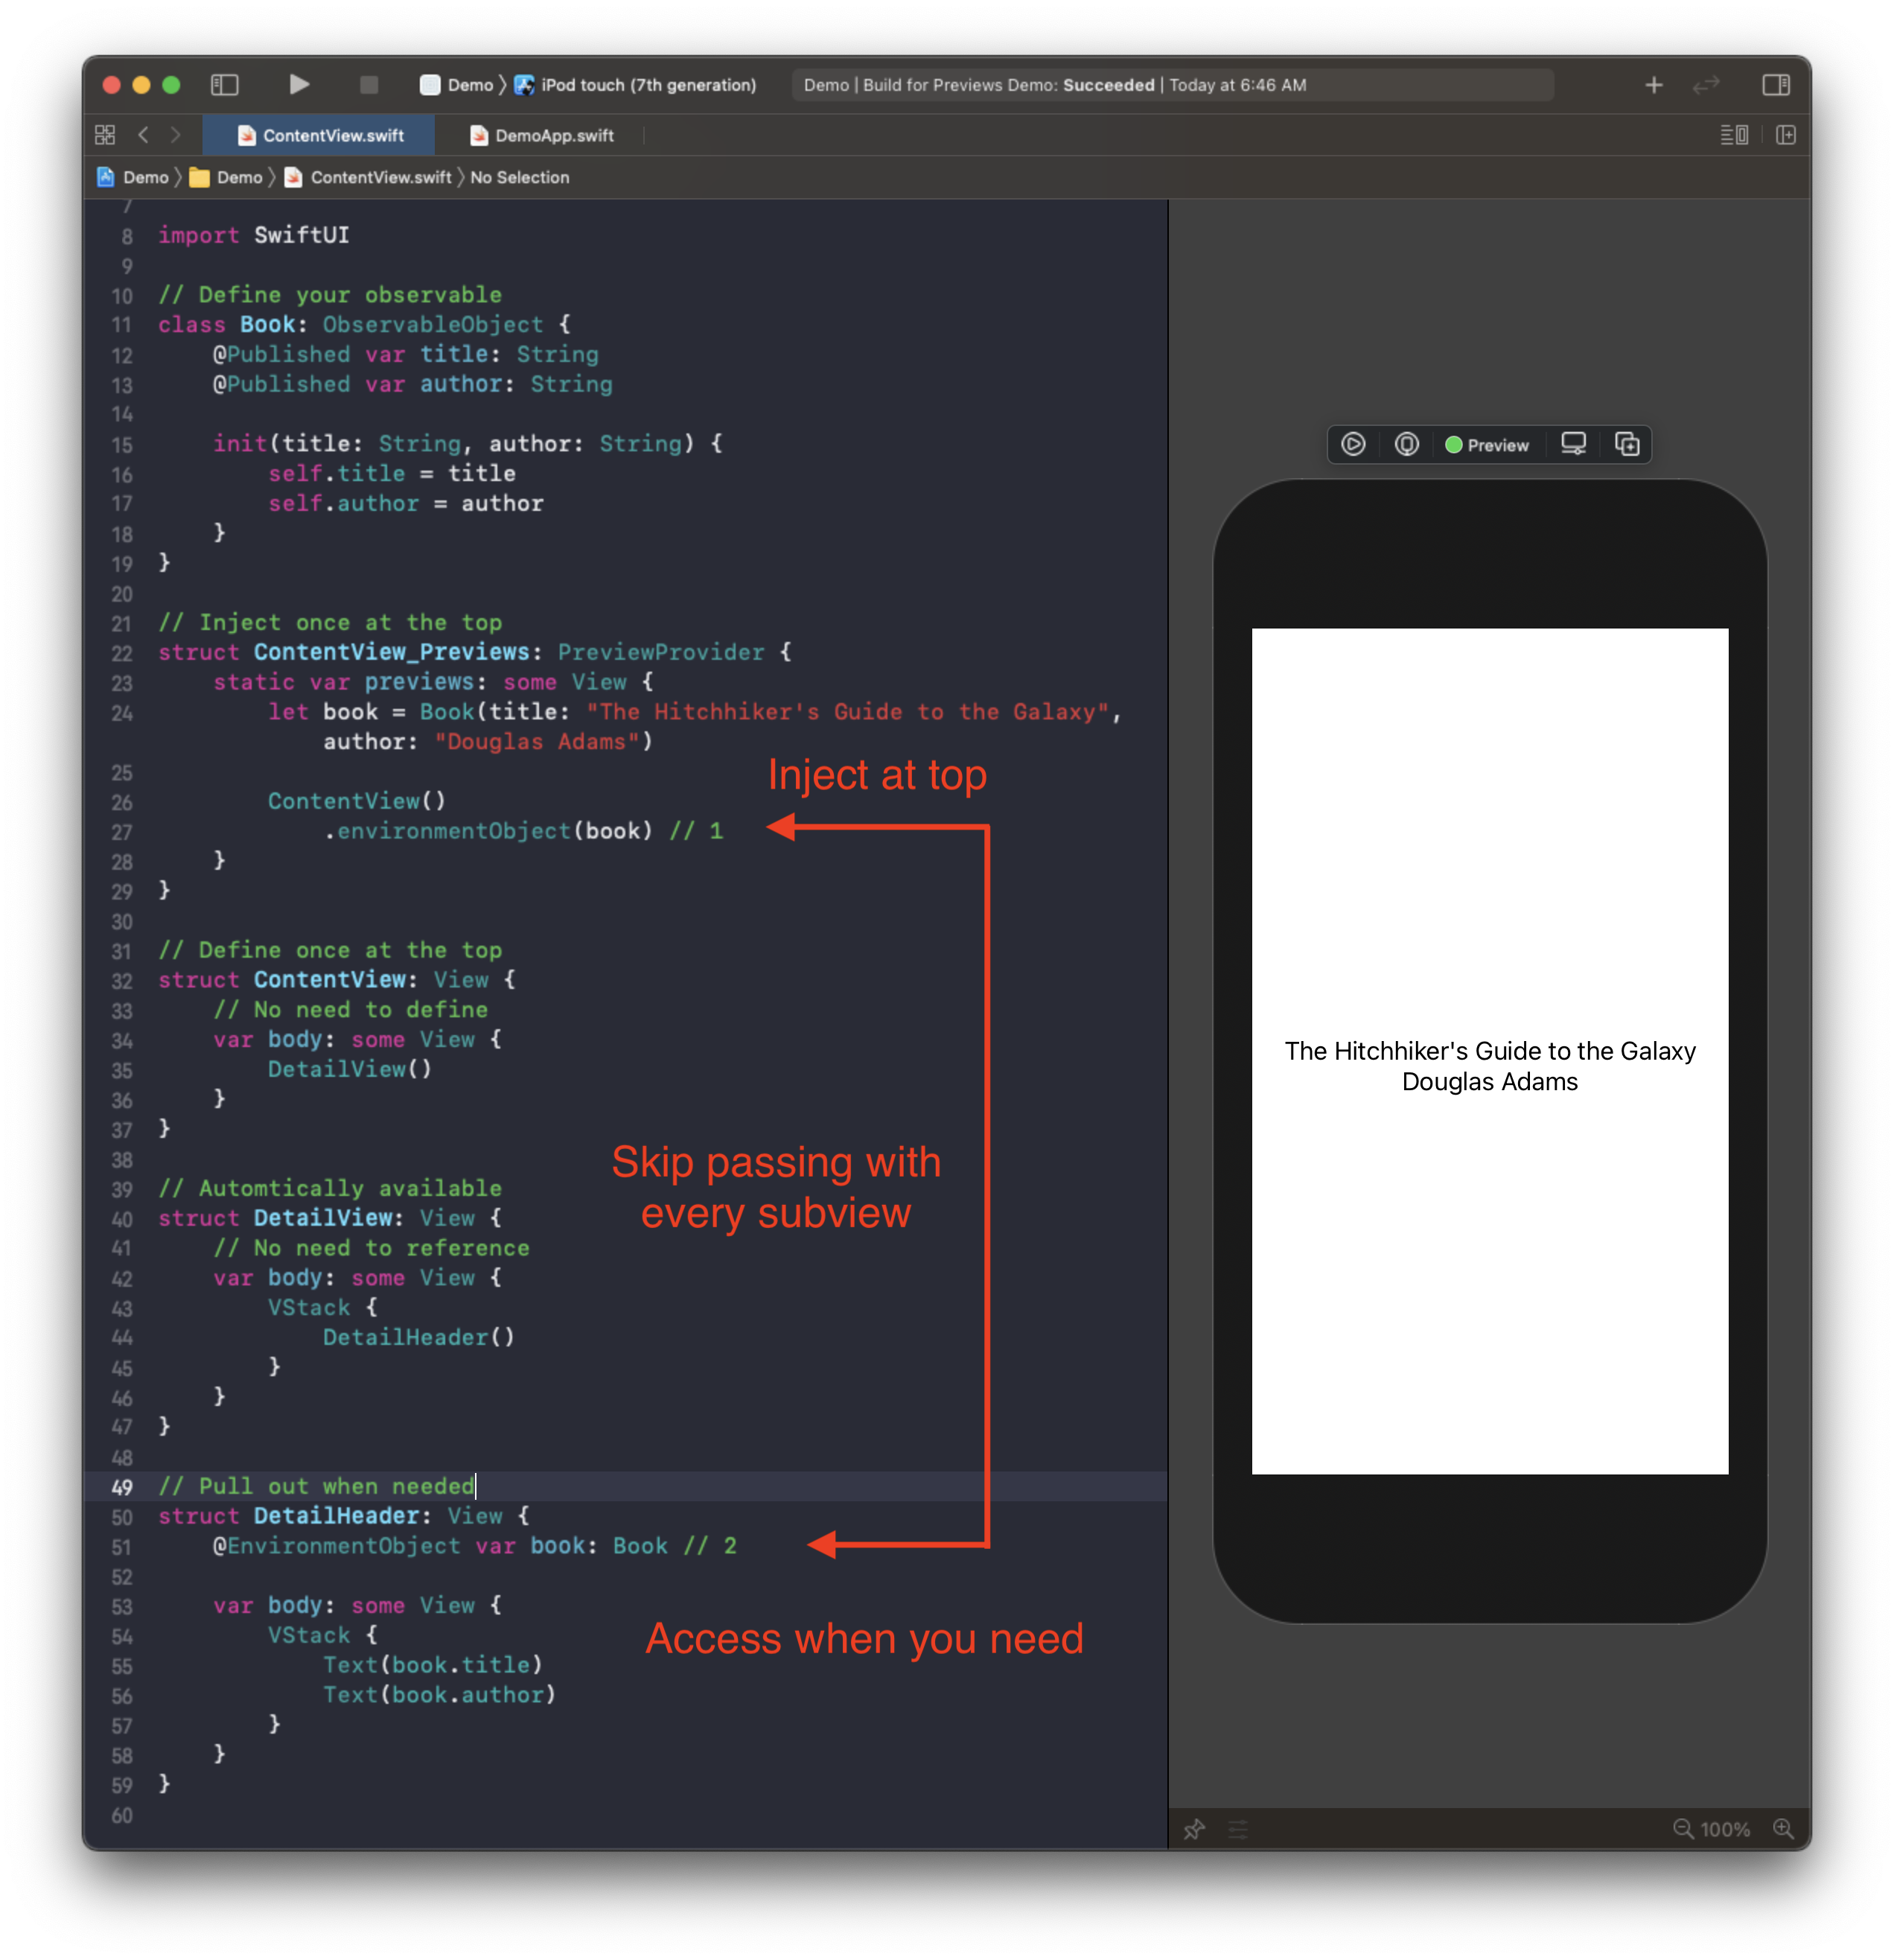 Demo 〉 iPod touch (7th generation)
Demo | Build for Previews Demo: Succeeded | Today at 6:46 AM
ContentView.swift
DemoApp.swift
Demo 〉 Demo 〉 ContentView.swift 〉 No Selection
7
8 import SwiftUI
9
10 // Define your observable
11 class Book: ObservableObject {
12 @Published var title: String
13 @Published var author: String
14
15 init(title: String, author: String) {
16 self.title = title
17 self.author = author
18 }
19 }
20
21 // Inject once at the top
22 struct ContentView_Previews: PreviewProvider {
23 static var previews: some View {
24 let book = Book(title: "The Hitchhiker's Guide to the Galaxy",
author: "Douglas Adams")
25
Inject at top
26 ContentView()
27 .environmentObject(book) // 1
28 }
29 }
30
31 // Define once at the top
32 struct ContentView: View {
33 // No need to define
34 var body: some View {
35 DetailView()
36 }
37 }
38
Skip passing with
every subview
39 // Automtically available
40 struct DetailView: View {
41 // No need to reference
42 var body: some View {
43 VStack {
44 DetailHeader()
45 }
46 }
47 }
48
49 // Pull out when needed
50 struct DetailHeader: View {
51 @EnvironmentObject var book: Book // 2
52
53 var body: some View {
54 VStack {
Access when you need
55 Text(book.title)
56 Text(book.author)
57 }
58 }
59 }
60
Preview
The Hitchhiker's Guide to the Galaxy
Douglas Adams
100%